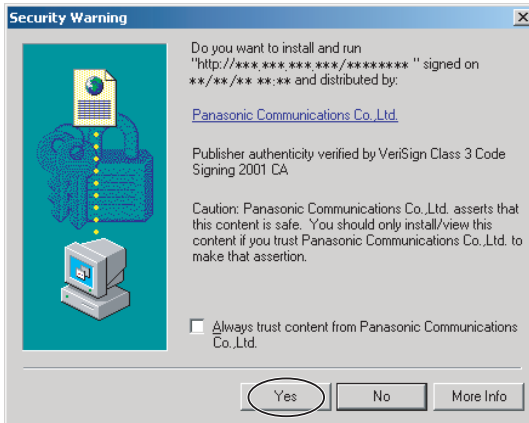 Security Warning
Do you want to install and run
"http://***.***.***.***/******** " signed on
**/**/** **:** and distributed by:
Panasonic Communications Co.,Ltd.
Publisher authenticity verified by VeriSign Class 3 Code
Signing 2001 CA
Caution: Panasonic Communications Co.,Ltd. asserts that
this content is safe. You should only install/view this
content if you trust Panasonic Communications Co.,Ltd. to
make that assertion.
Always trust content from Panasonic Communications
Co.,Ltd.
Yes
No
More Info